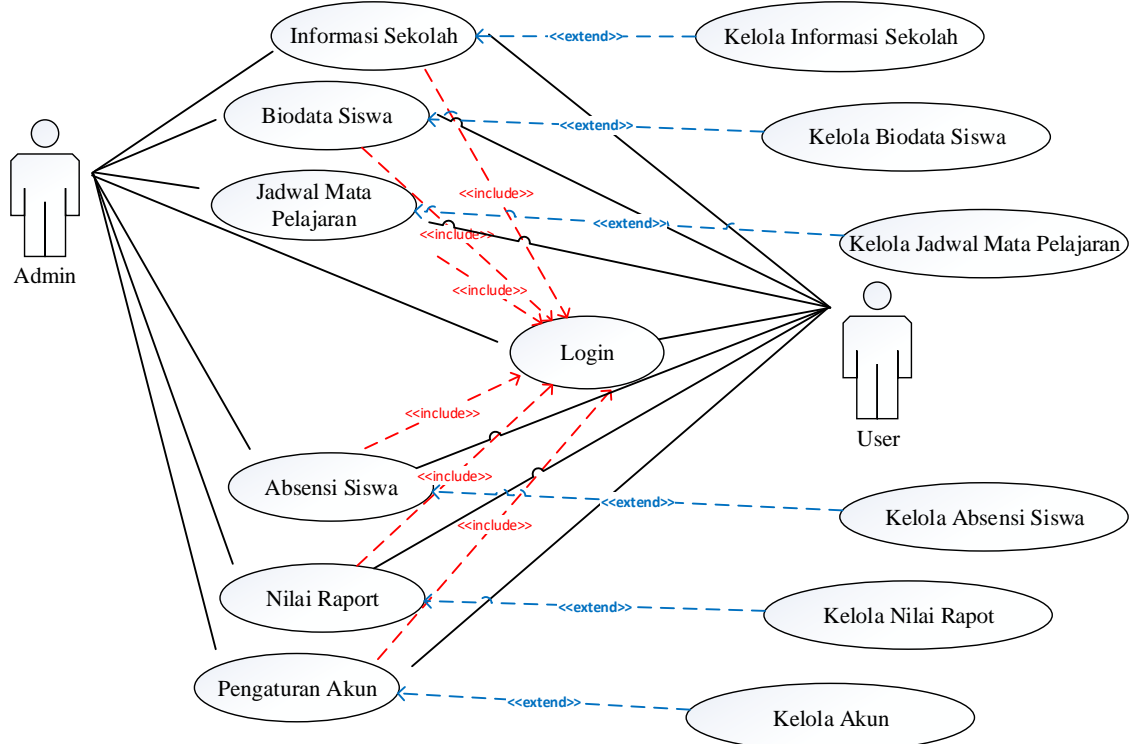 Informasi Sekolah
<<extend>>
Kelola Informasi Sekolah
Biodata Siswa
<<extend>>
Kelola Biodata Siswa
<<include>>
Jadwal Mata
Pelajaran
<<extend>>
<<include>>
Kelola Jadwal Mata Pelajaran
Admin
<<include>>
Login
<<include>>
User
<<include>>
Absensi Siswa
<<extend>>
Kelola Absensi Siswa
<<include>>
Nilai Raport
<<extend>>
Kelola Nilai Rapot
Pengaturan Akun
<<extend>>
Kelola Akun